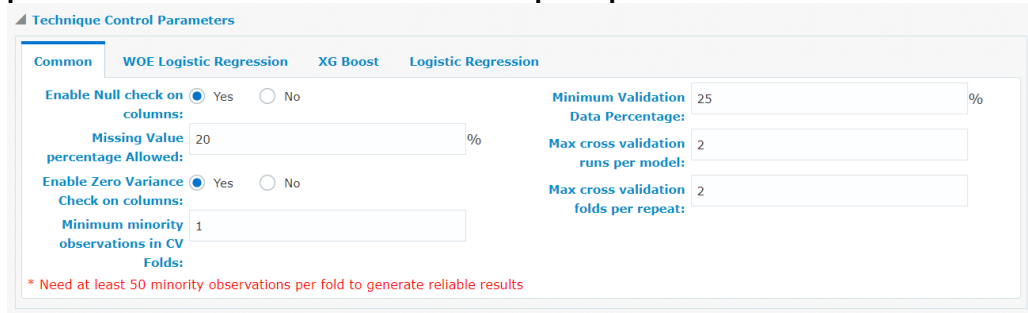 Technique Control Parameters
Common WOE Logistic Regression XG Boost Logistic Regression
Enable Null check on columns: Yes No
Missing Value percentage Allowed: 20 %
Enable Zero Variance Check on columns: Yes No
Minimum minority observations in CV Folds: 1
Minimum Validation Data Percentage: 25 %
Max cross validation runs per model: 2
Max cross validation folds per repeat: 2
* Need at least 50 minority observations per fold to generate reliable results